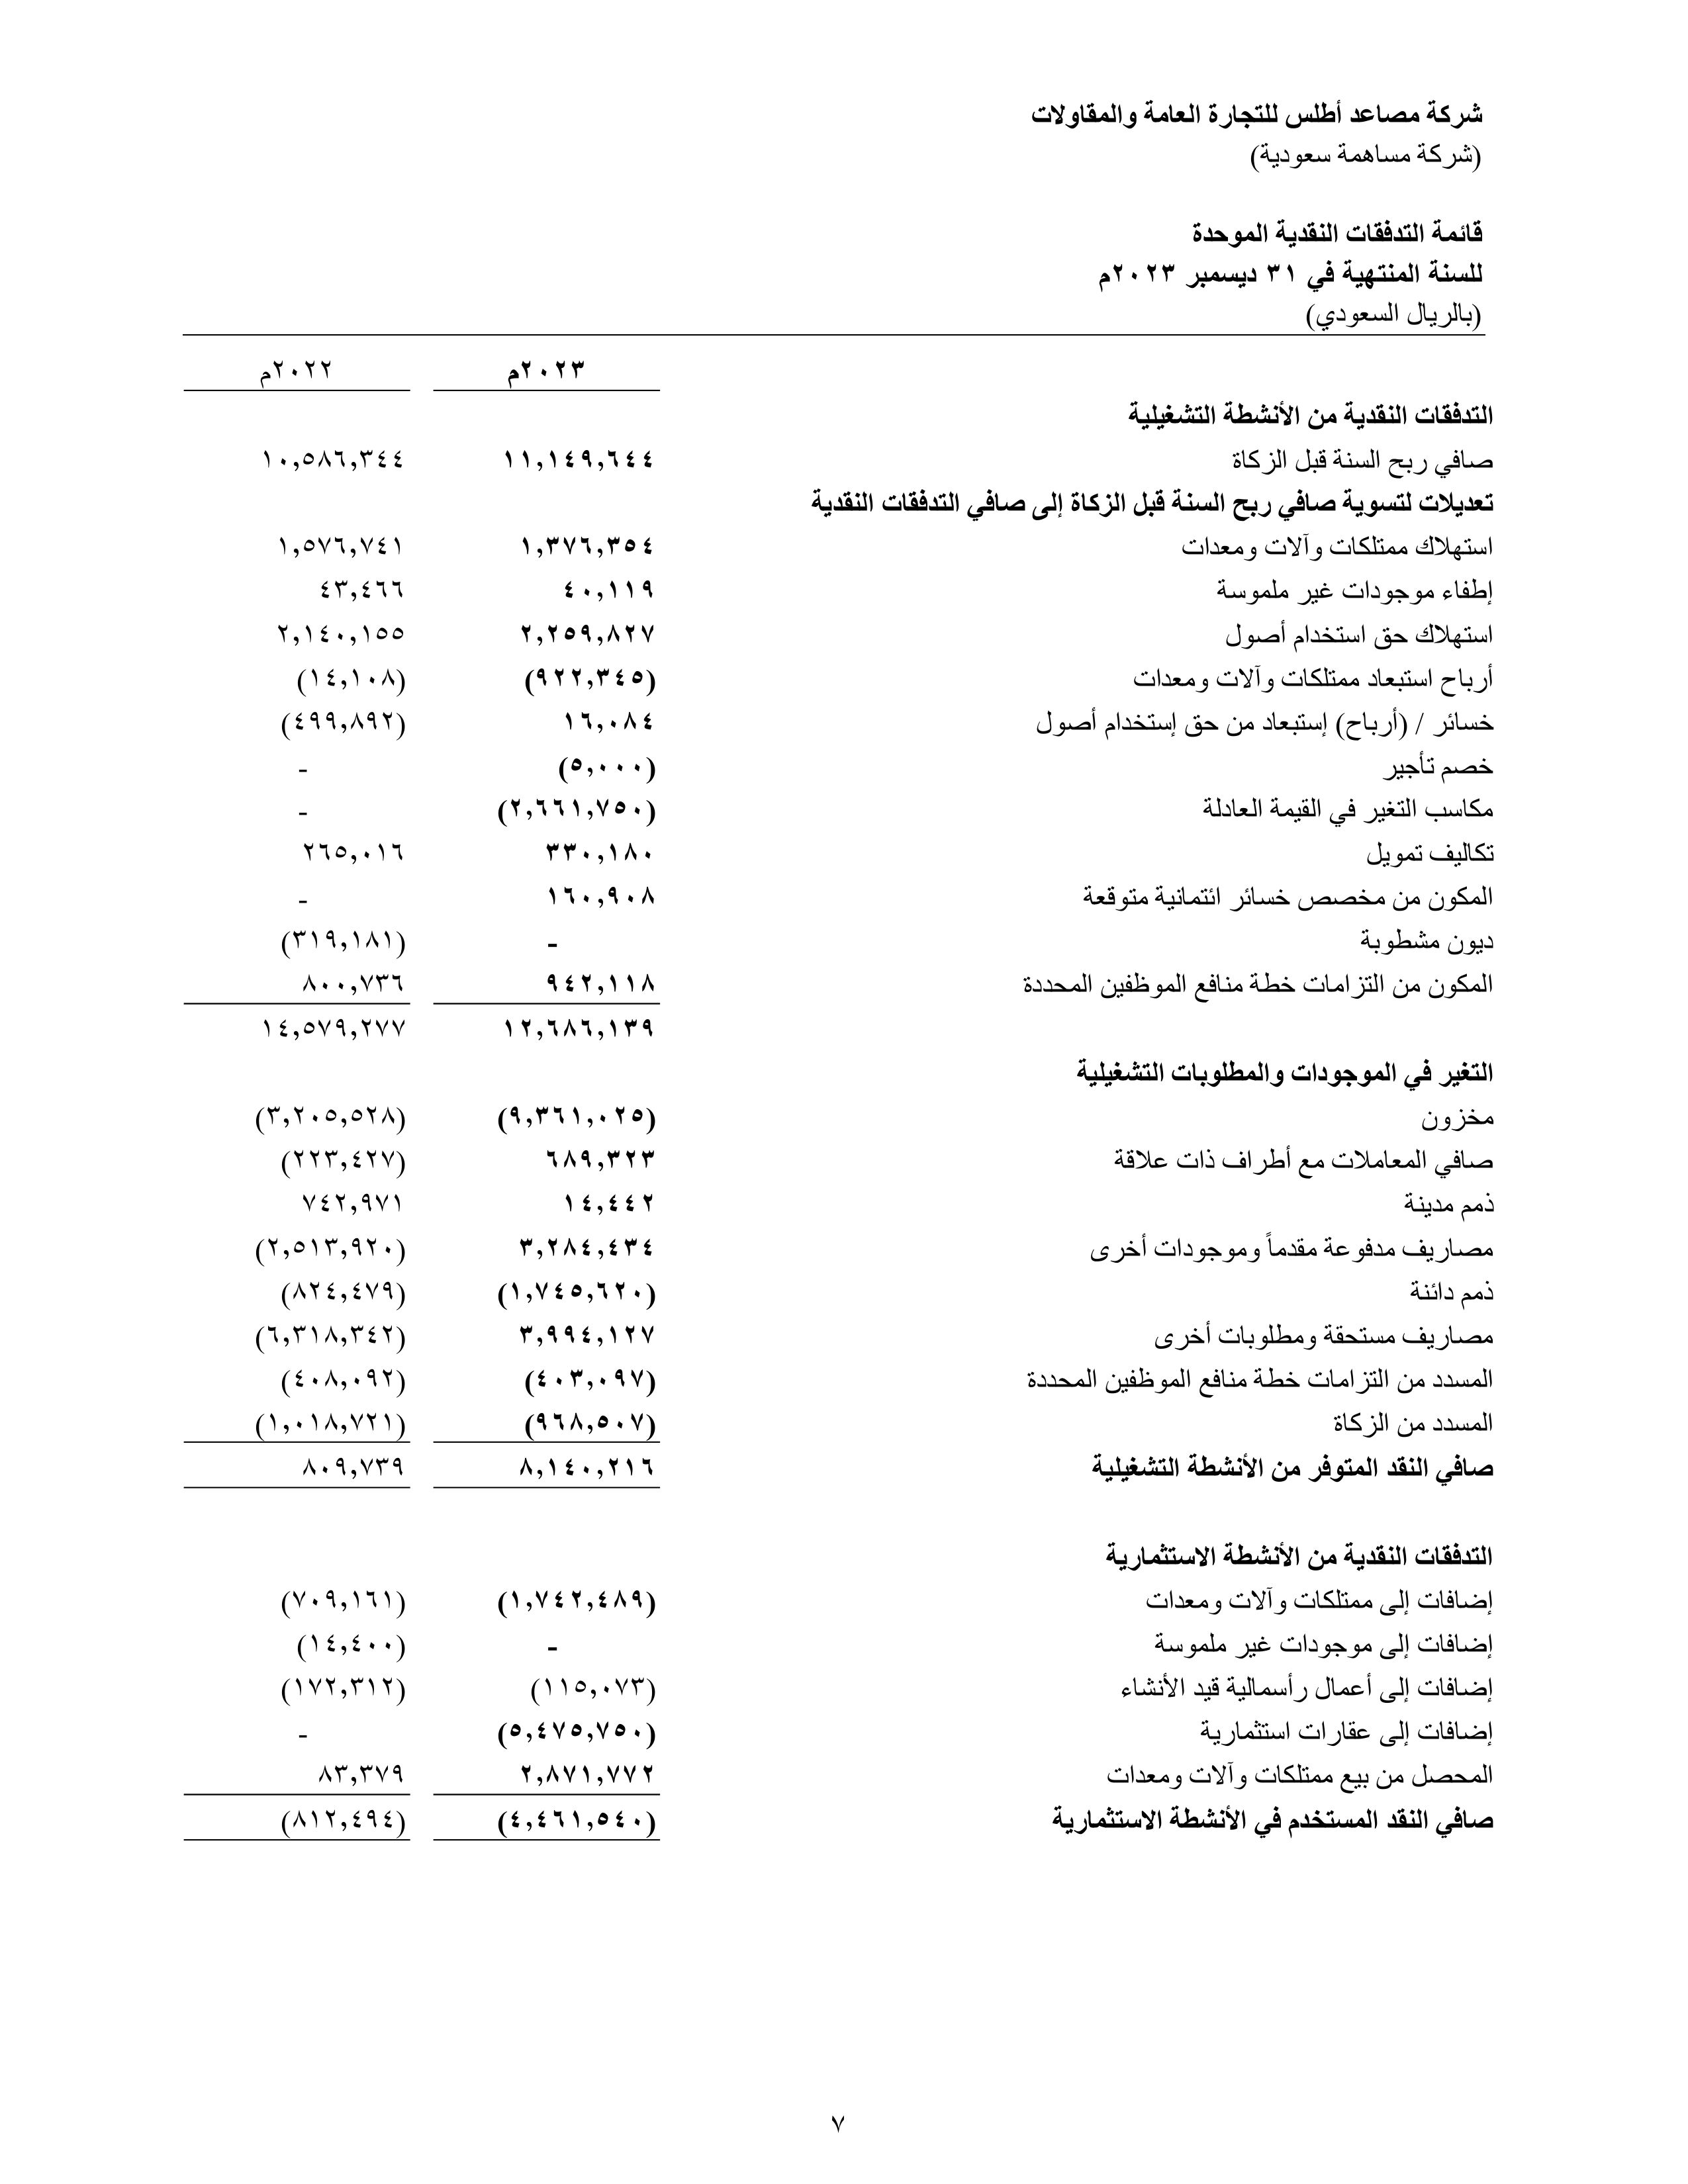 شركة مصاعد أطلس للتجارة العامة والمقاولات
(شركة مساهمة سعودية)
قائمة التدفقات النقدية الموحدة
للسنة المنتهية في ٣١ ديسمبر ٢٠٢٣م
(بالريال السعودي)
٢٠٢٣م ٢٠٢٢م
التدفقات النقدية من الأنشطة التشغيلية
صافي ربح السنة قبل الزكاة ١١,١٤٩,٦٤٤ ١٠,٥٨٦,٣٤٤
تعديلات لتسوية صافي ربح السنة قبل الزكاة إلى صافي التدفقات النقدية
استهلاك ممتلكات وآلات ومعدات ١,٣٧٦,٣٥٤ ١,٥٧٦,٧٤١
إطفاء موجودات غير ملموسة ٤٠,١١٩ ٤٣,٤٦٦
استهلاك حق استخدام أصول ٢,٢٥٩,٨٢٧ ٢,١٤٠,١٥٥
أرباح استبعاد ممتلكات وآلات ومعدات (٩٢٢,٣٤٥) (١٤,١٠٨)
خسائر / (أرباح) إستبعاد من حق إستخدام أصول ١٦,٠٨٤ (٤٩٩,٨٩٢)
خصم تأجير (٥,٠٠٠) -
مكاسب التغير في القيمة العادلة (٢,٦٦١,٧٥٠) -
تكاليف تمويل ٣٣٠,١٨٠ ٢٦٥,٠١٦
المكون من مخصص خسائر ائتمانية متوقعة ١٦٠,٩٠٨ -
ديون مشطوبة - (٣١٩,١٨١)
المكون من التزامات خطة منافع الموظفين المحددة ٩٤٢,١١٨ ٨٠٠,٧٣٦
١٢,٦٨٦,١٣٩ ١٤,٥٧٩,٢٧٧
التغير في الموجودات والمطلوبات التشغيلية
مخزون (٩,٣٦١,٠٢٥) (٣,٢٠٥,٥٢٨)
صافي المعاملات مع أطراف ذات علاقة ٦٨٩,٣٢٣ (٢٢٣,٤٢٧)
ذمم مدينة ١٤,٤٤٢ ٧٤٢,٩٧١
مصاريف مدفوعة مقدماً وموجودات أخرى ٣,٢٨٤,٤٣٤ (٢,٥١٣,٩٢٠)
ذمم دائنة (١,٧٤٥,٦٢٠) (٨٢٤,٤٧٩)
مصاريف مستحقة ومطلوبات أخرى ٣,٩٩٤,١٢٧ (٦,٣١٨,٣٤٢)
المسدد من التزامات خطة منافع الموظفين المحددة (٤٠٣,٠٩٧) (٤٠٨,٠٩٢)
المسدد من الزكاة (٩٦٨,٥٠٧) (١,٠١٨,٧٢١)
صافي النقد المتوفر من الأنشطة التشغيلية ٨,١٤٠,٢١٦ ٨٠٩,٧٣٩
التدفقات النقدية من الأنشطة الاستثمارية
إضافات إلى ممتلكات وآلات ومعدات (١,٧٤٢,٤٨٩) (٧٠٩,١٦١)
إضافات إلى موجودات غير ملموسة - (١٤,٤٠٠)
إضافات إلى أعمال رأسمالية قيد الأنشاء (١١٥,٠٧٣) (١٧٢,٣١٢)
إضافات إلى عقارات استثمارية (٥,٤٧٥,٧٥٠) -
المحصل من بيع ممتلكات وآلات ومعدات ٢,٨٧١,٧٧٢ ٨٣,٣٧٩
صافي النقد المستخدم في الأنشطة الاستثمارية (٤,٤٦١,٥٤٠) (٨١٢,٤٩٤)
٧